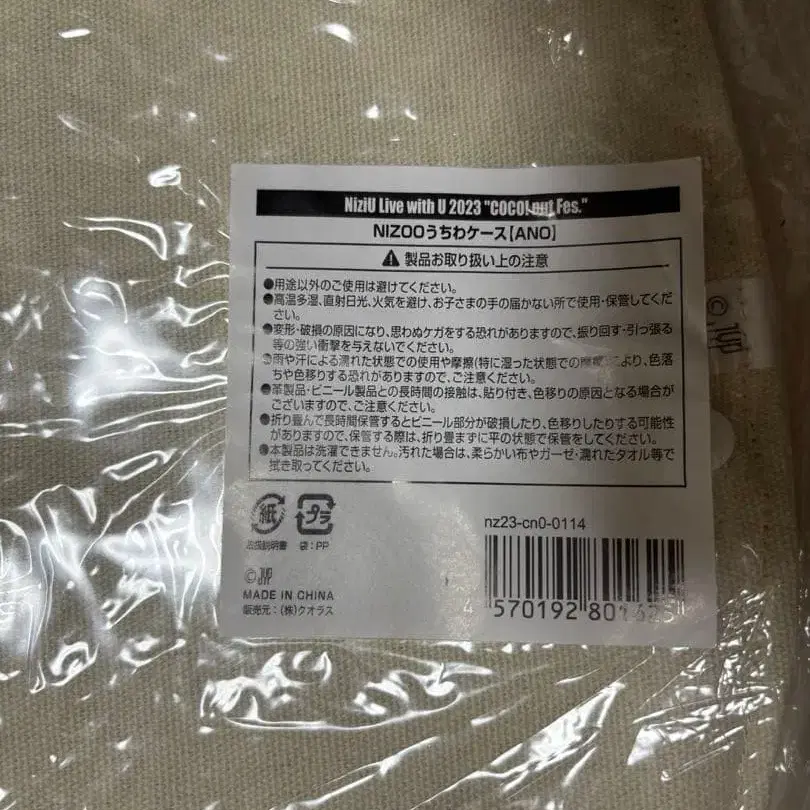 NiziU Live with U 2023 "COCO! nut Fes."
NIZOOうちわケース[ANO]
製品お取り扱い上の注意
●用途以外のご使用は避けてください。
●高温多湿、直射日光、火気を避け、お子さまの手の届かない所で使用・保管してください。
●変形・破損の原因になり、思わぬケガをする恐れがありますので、振り回す・引っ張る
等の強い衝撃を与えないでください。
●雨や汗による濡れた状態での使用や摩擦(特に湿った状態での摩擦)により、色落
ちや色移りする恐れがありますので、ご注意ください。
●革製品・ビニール製品との長時間の接触は、貼り付き、色移りの原因となる場合が
ございますので、ご注意ください。
●折り畳んで長時間保管するとビニール部分が破損したり、色移りしたりする可能性
がありますので、保管する際は、折り畳まずに平の状態で保管をしてください。
●本製品は洗濯できません。汚れた場合は、柔らかい布やガーゼ・濡れたタオル等で
拭き取ってください。
紙
プラ
取扱説明書
袋：PP
nz23-cn0-0114
©JYP
MADE IN CHINA
販売元：(株)クオラス
4 570192 801
©JYP